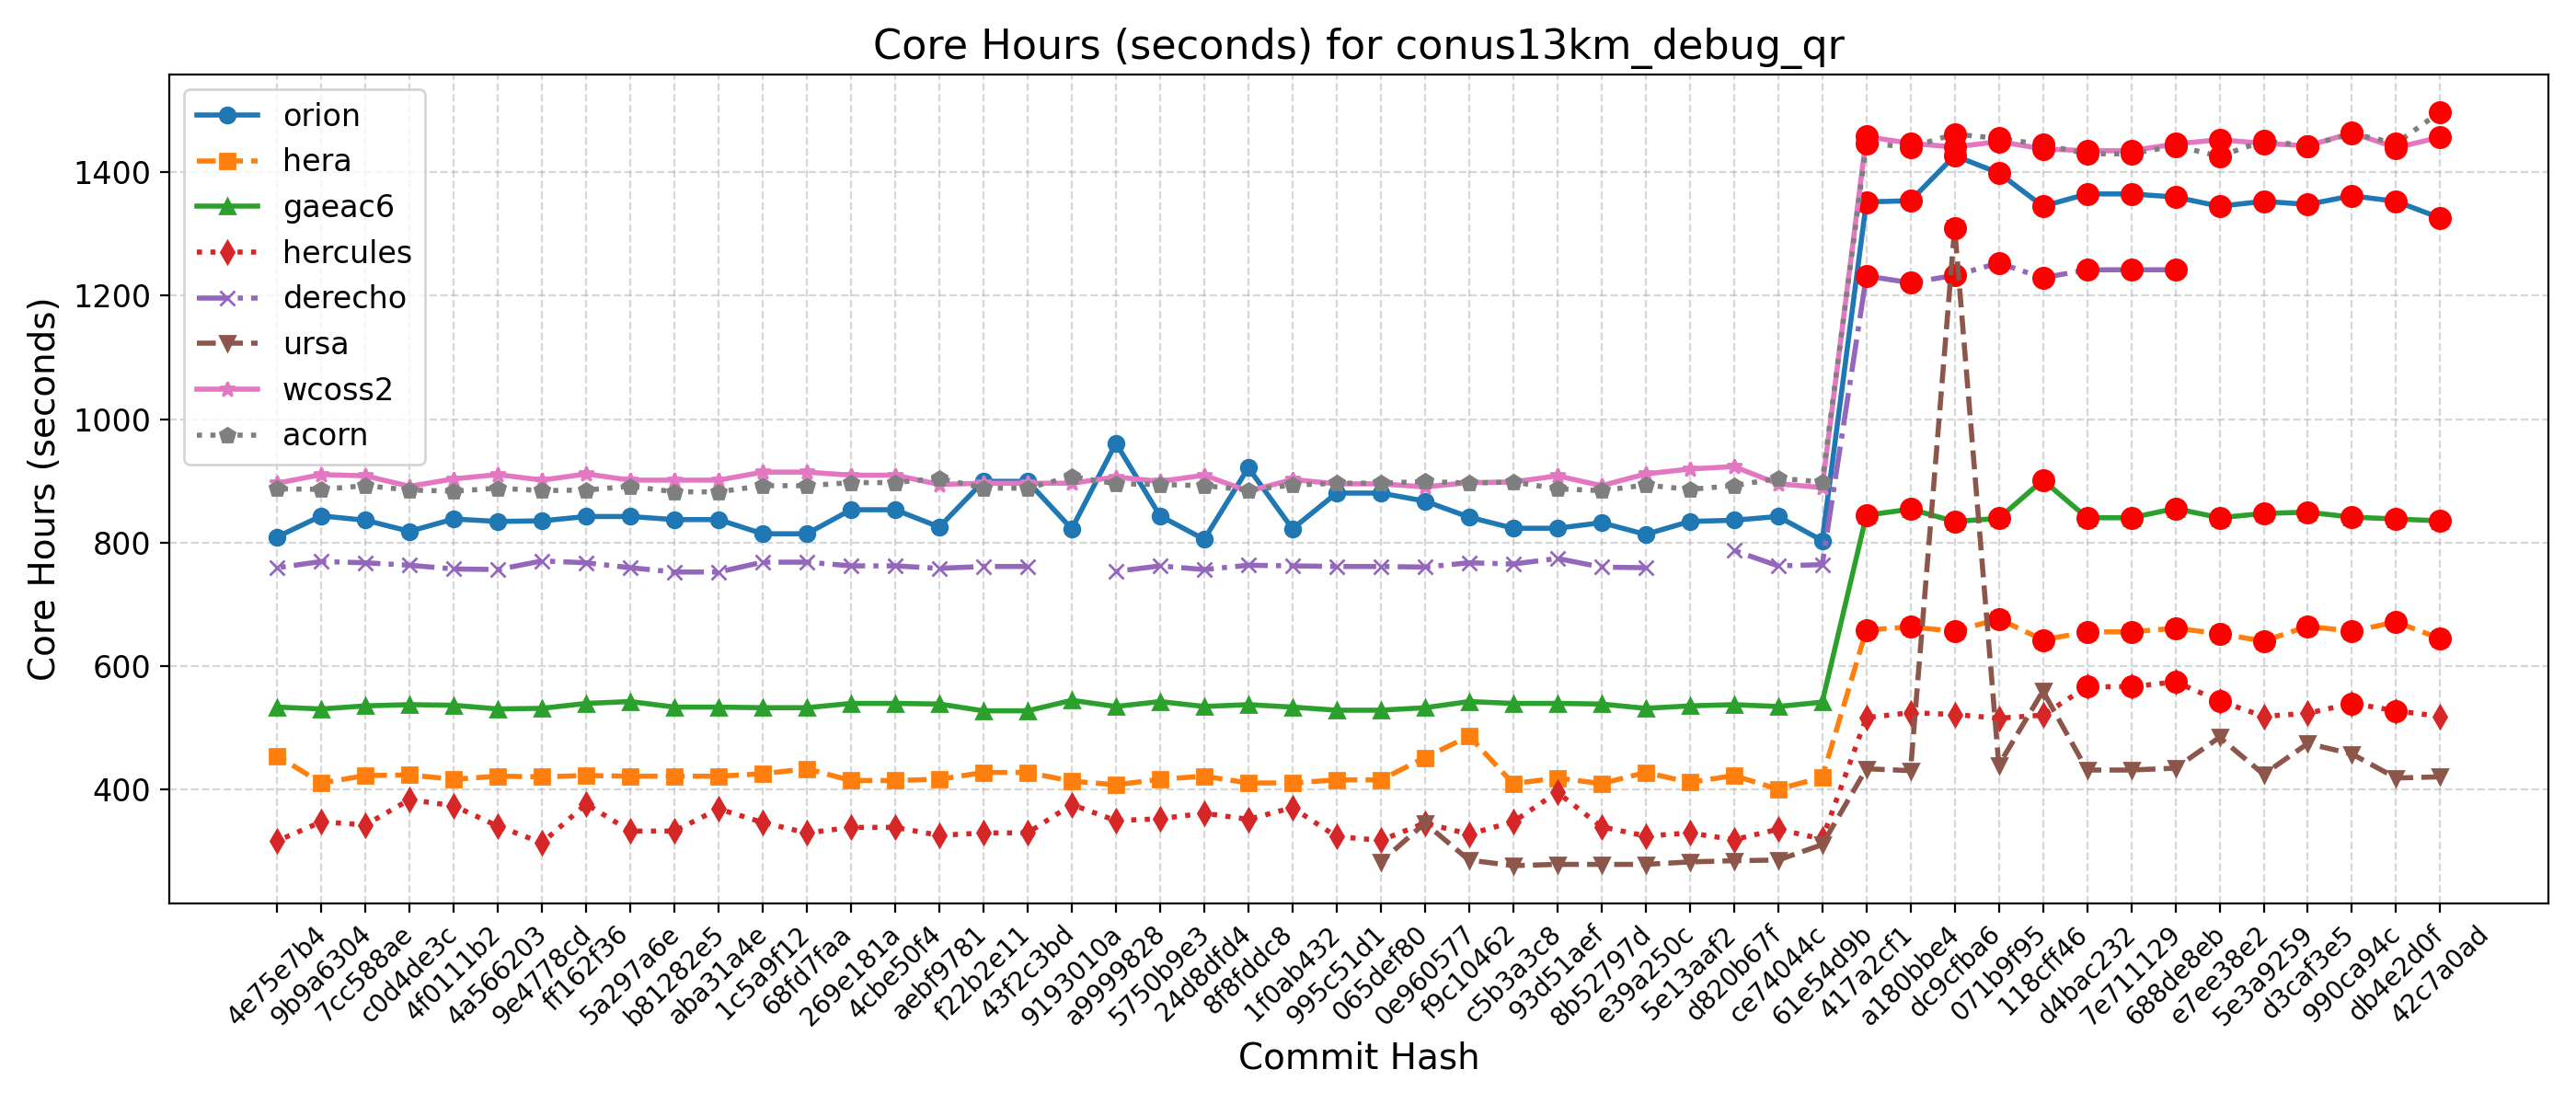 Core Hours (seconds) for conus13km_debug_qr
orion
hera
gaeac6
hercules
derecho
ursa
wcoss2
acorn
Core Hours (seconds)
1400
1200
1000
800
600
400
4e75e7b4
9b9a6304
7cc588ae
c0d4de3c
4f0111b2
4a566203
9e4778cd
ff162f36
5a297a6e
b81282e5
aba31a4e
1c5a9f12
68fd7faa
269e181a
4cbe50f4
aebf9781
f22b2e11
43f2c3bd
9193010a
a9999828
5750b9e3
24d8dfd4
8f8fddc8
1f0ab432
995c51d1
065def80
0e960577
f9c10462
c5b3a3c8
93d51aef
8b52797d
e39a250c
5e13aaf2
d820b67f
ce74044c
61e54d9b
417a2cf1
a180bbe4
dc9cfba6
071b9f95
118cff46
d4bac232
7e711129
688de8eb
e7ee38e2
5e3a9259
d3caf3e5
990ca94c
db4e2d0f
42c7a0ad
Commit Hash